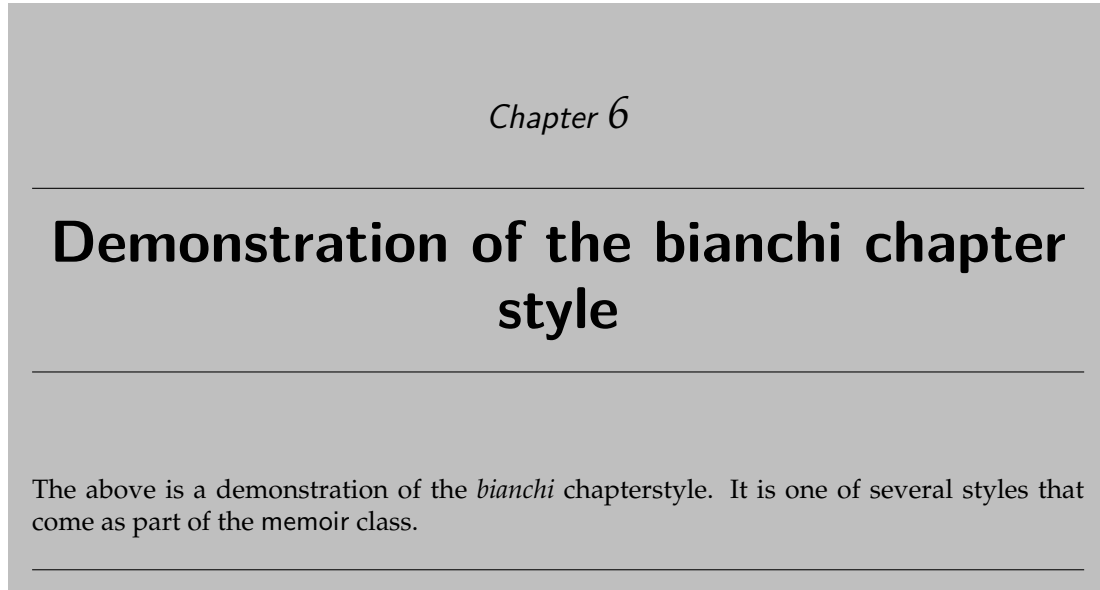 Chapter 6
Demonstration of the bianchi chapter
style
The above is a demonstration of the bianchi chapterstyle. It is one of several styles that
come as part of the memoir class.